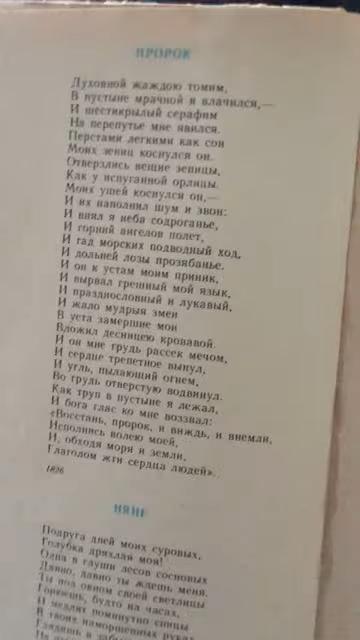 ПРОРОК
Духовной жаждою томим,
В пустыне мрачной я влачился,—
И шестикрылый серафим
На перепутье мне явился.
Перстами легкими как сон
Моих зениц коснулся он.
Отверзлись вещие зеницы,
Как у испуганной орлицы.
Моих ушей коснулся он,—
И их наполнил шум и звон:
И внял я неба содроганье,
И горний ангелов полет,
И гад морских подводный ход,
И дольней лозы прозябанье.
И он к устам моим приник,
И вырвал грешный мой язык,
И празднословный и лукавый,
И жало мудрыя змеи
В уста замершие мои
Вложил десницею кровавой.
И он мне грудь рассек мечом,
И сердце трепетное вынул,
И угль, пылающий огнем,
Во грудь отверстую водвинул.
Как труп в пустыне я лежал,
И бога глас ко мне воззвал:
«Восстань, пророк, и виждь, и внемли,
Исполнись волею моей,
И, обходя моря и земли,
Глаголом жги сердца людей».
1826
НЯНЕ
Подруга дней моих суровых,
Голубка дряхлая моя!
Одна в глуши лесов сосновых
Давно, давно ты ждешь меня.
Ты под окном своей светлицы
Горюешь, будто на часах,
И медлят поминутно спицы
В твоих наморщенных руках.
Глядишь в забытые